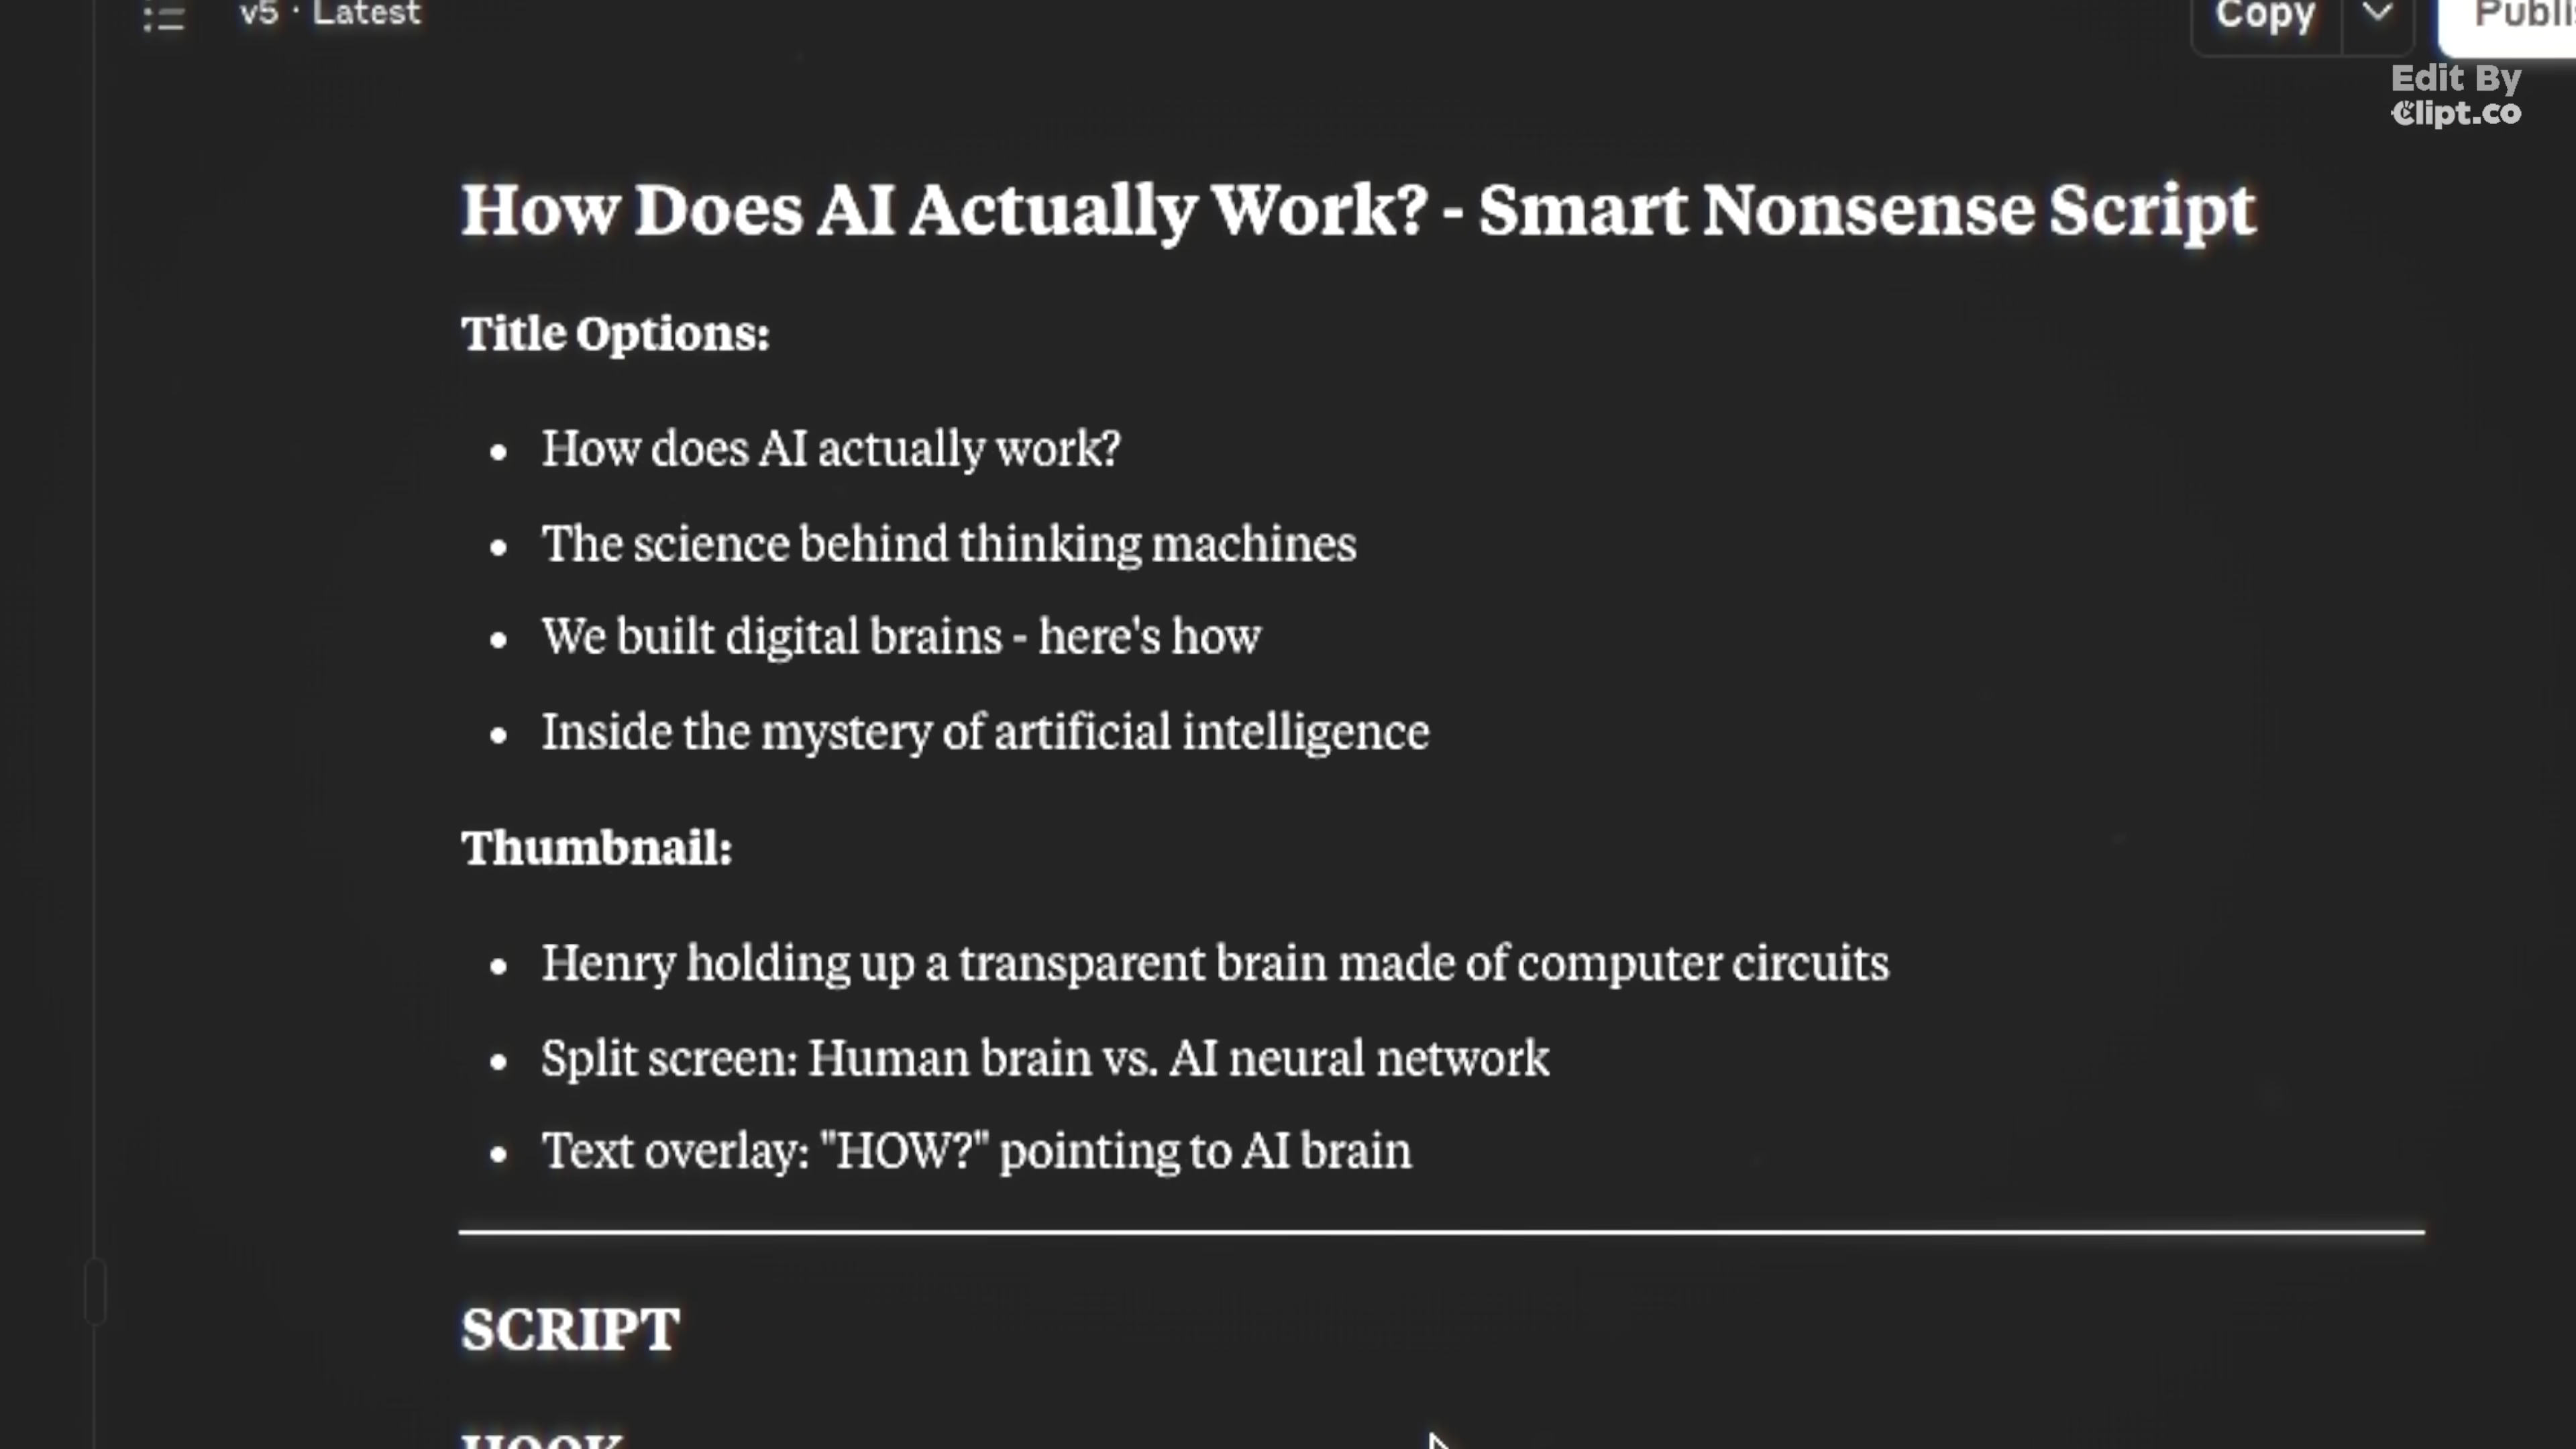 v5 · Latest
Copy
Edit By
Clipt.co
How Does AI Actually Work? - Smart Nonsense Script
Title Options:
• How does AI actually work?
• The science behind thinking machines
• We built digital brains - here's how
• Inside the mystery of artificial intelligence
Thumbnail:
• Henry holding up a transparent brain made of computer circuits
• Split screen: Human brain vs. AI neural network
• Text overlay: "HOW?" pointing to AI brain
SCRIPT
HOOK